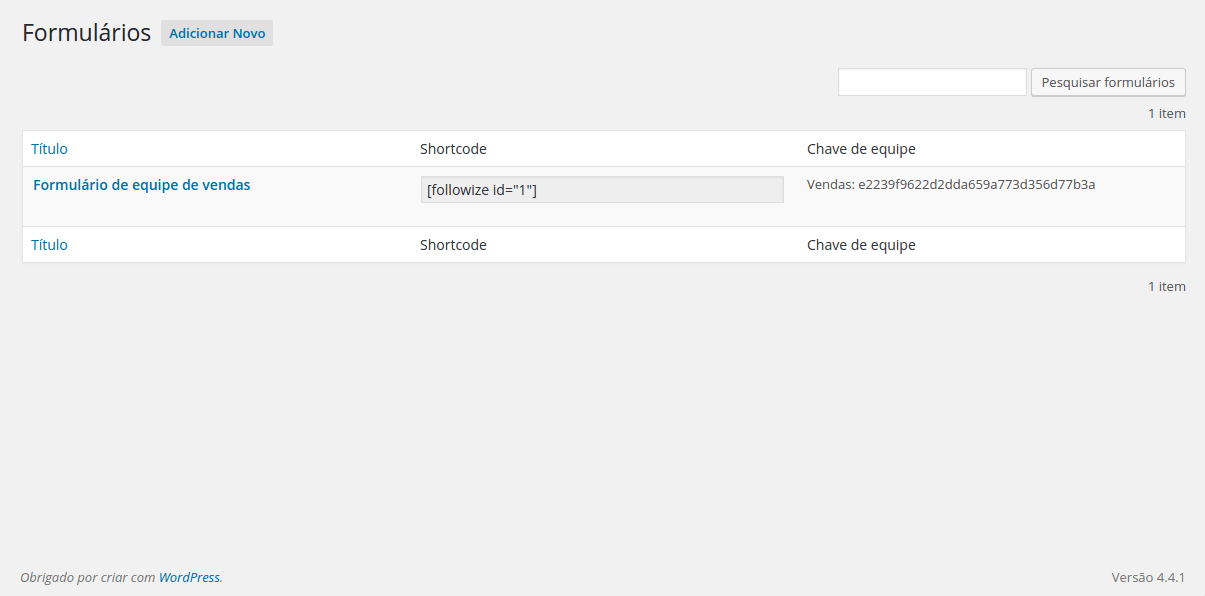 Formulários Adicionar Novo
Pesquisar formulários
1 item
Título Shortcode Chave de equipe
Formulário de equipe de vendas [followize id="1"] Vendas: e2239f9622d2dda659a773d356d77b3a
Título Shortcode Chave de equipe
1 item
Obrigado por criar com WordPress. Versão 4.4.1